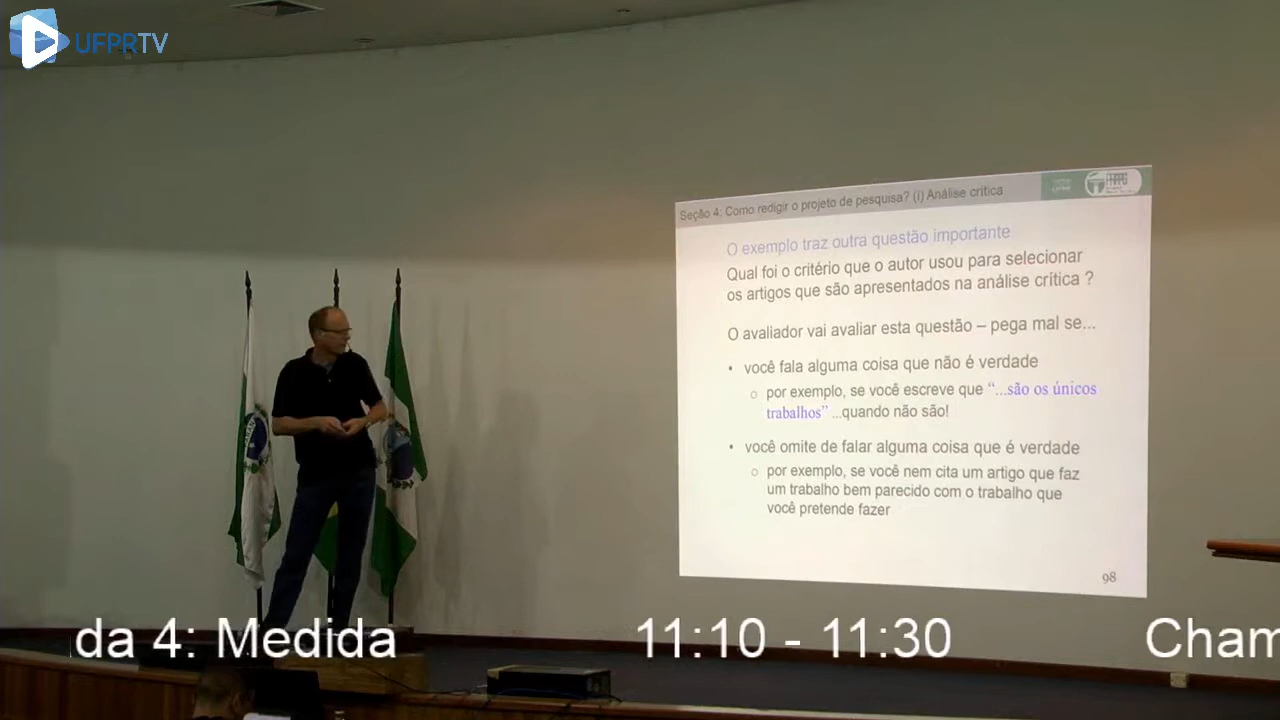 UFPRTV
Seção 4: Como redigir o projeto de pesquisa? (i) Análise crítica
O exemplo traz outra questão importante
Qual foi o critério que o autor usou para selecionar
os artigos que são apresentados na análise crítica ?
O avaliador vai avaliar esta questão – pega mal se...
• você fala alguma coisa que não é verdade
o por exemplo, se você escreve que “...são os únicos
trabalhos” ...quando não são!
• você omite de falar alguma coisa que é verdade
o por exemplo, se você nem cita um artigo que faz
um trabalho bem parecido com o trabalho que
você pretende fazer
98
da 4: Medida 11:10 - 11:30 Cham